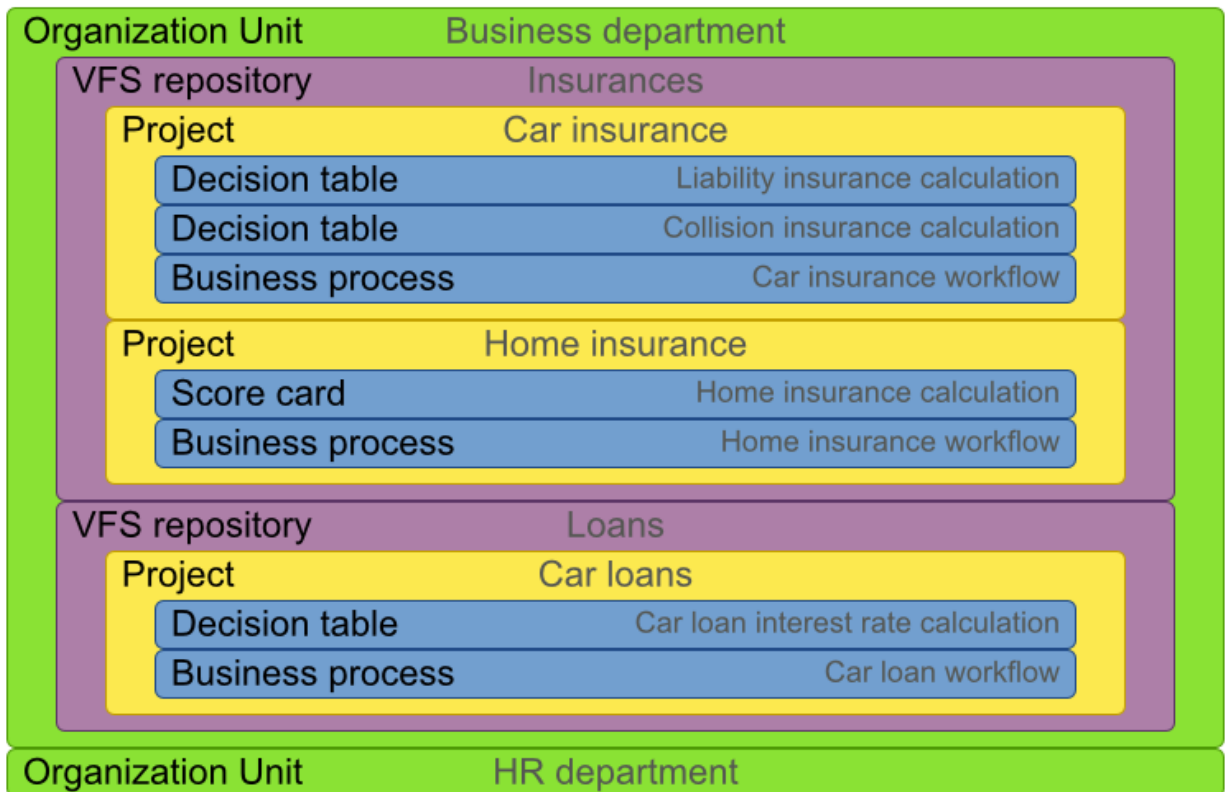 Organization Unit Business department
VFS repository Insurances
Project Car insurance
Decision table Liability insurance calculation
Decision table Collision insurance calculation
Business process Car insurance workflow
Project Home insurance
Score card Home insurance calculation
Business process Home insurance workflow
VFS repository Loans
Project Car loans
Decision table Car loan interest rate calculation
Business process Car loan workflow
Organization Unit HR department